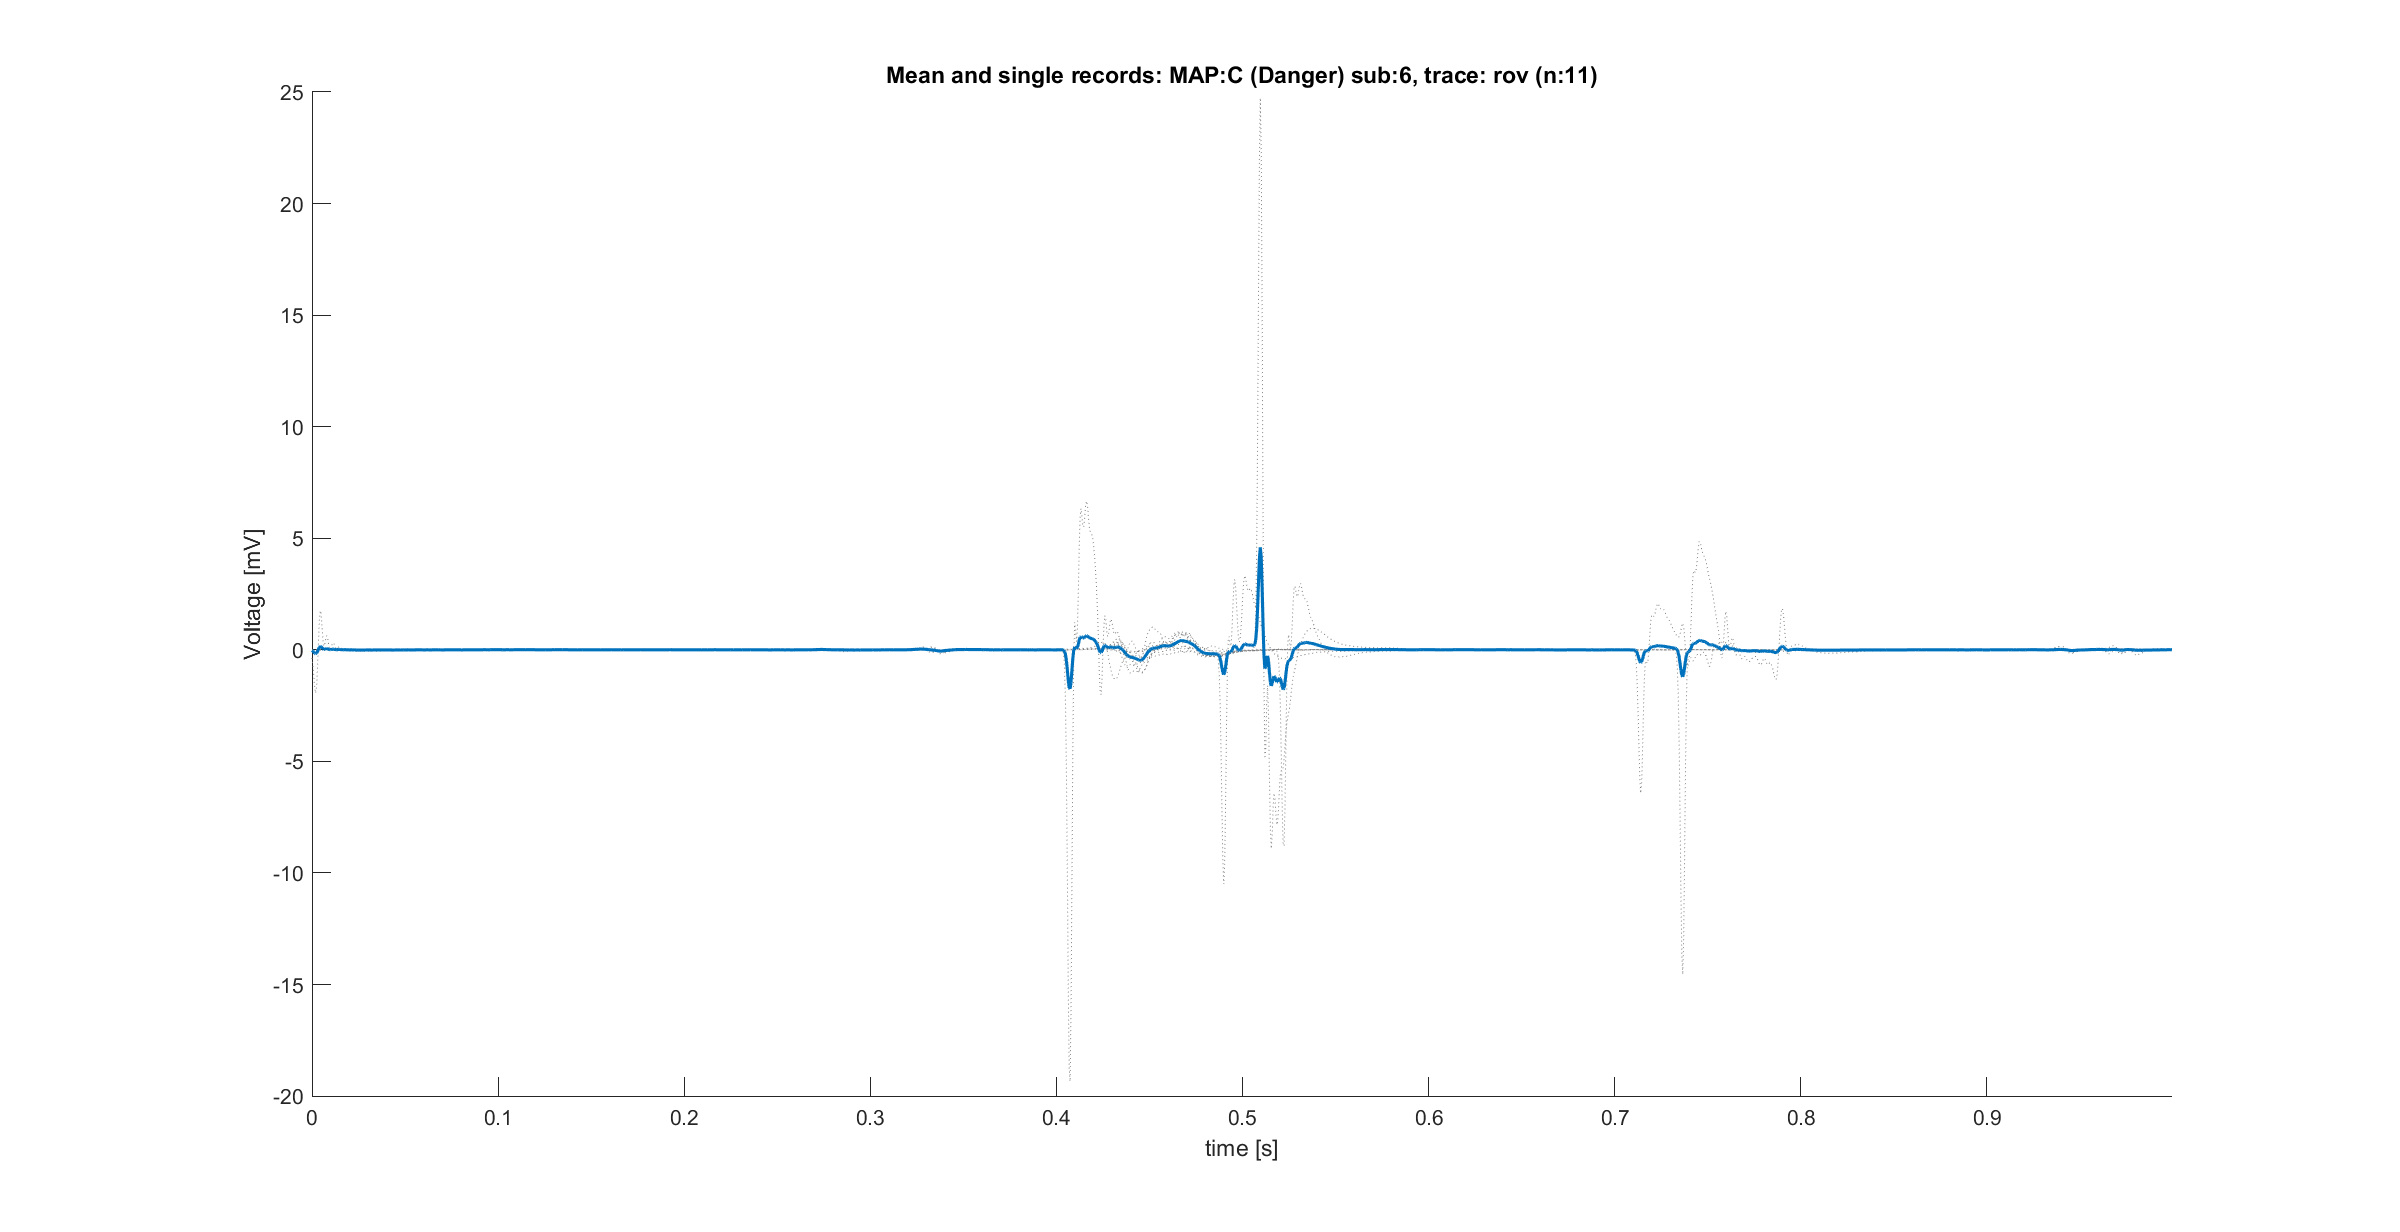 Mean and single records: MAP:C (Danger) sub:6, trace: rov (n:11)
25
20
15
10
5
0
-5
-10
-15
-20
Voltage [mV]
0 0.1 0.2 0.3 0.4 0.5 0.6 0.7 0.8 0.9
time [s]